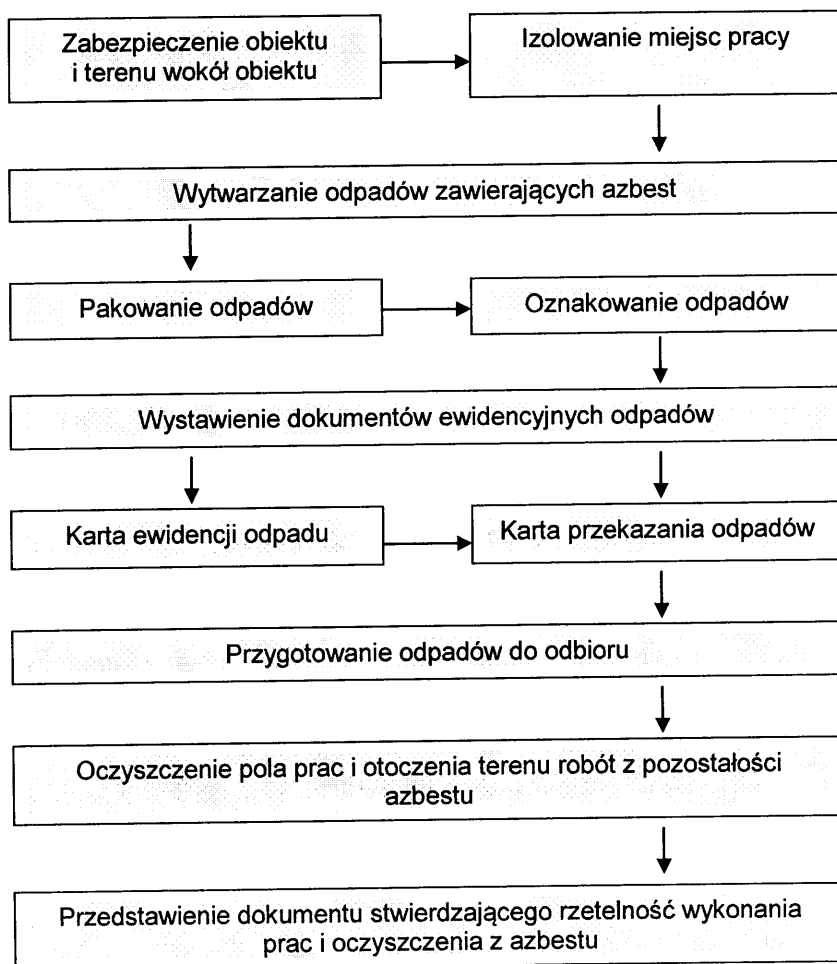 Zabezpieczenie obiektu
i terenu wokół obiektu
Izolowanie miejsc pracy
Wytwarzanie odpadów zawierających azbest
Pakowanie odpadów
Oznakowanie odpadów
Wystawienie dokumentów ewidencyjnych odpadów
Karta ewidencji odpadu
Karta przekazania odpadów
Przygotowanie odpadów do odbioru
Oczyszczenie pola prac i otoczenia terenu robót z pozostałości
azbestu
Przedstawienie dokumentu stwierdzającego rzetelność wykonania
prac i oczyszczenia z azbestu